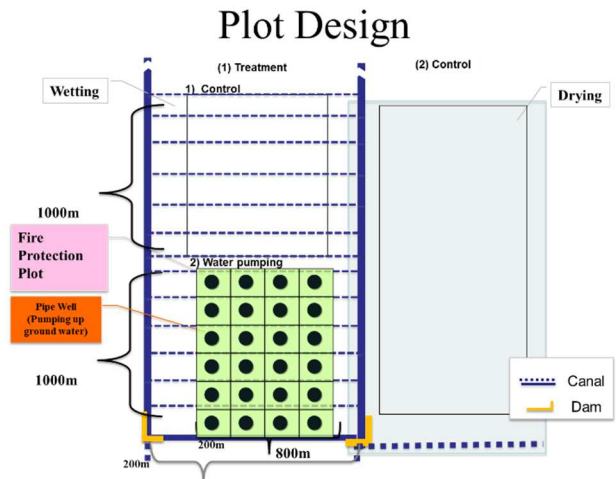 Plot Design
(1) Treatment
(2) Control
Wetting
1) Control
Drying
1000m
Fire
Protection
Plot
2) Water pumping
Pipe Well
(Pumping up
ground water)
1000m
Canal
Dam
200m
800m
200m